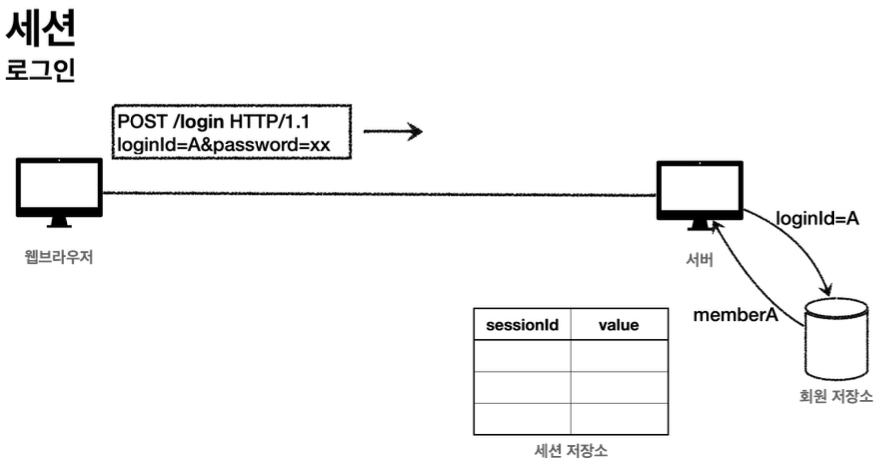 세션
로그인
POST /login HTTP/1.1
loginId=A&password=xx
웹브라우저
서버
loginId=A
memberA
회원 저장소
sessionId value
세션 저장소